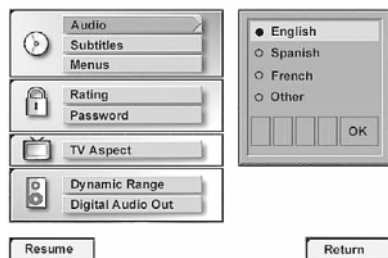 Audio
Subtitles
Menus
Rating
Password
TV Aspect
Dynamic Range
Digital Audio Out
English
Spanish
French
Other
OK
Resume
Return